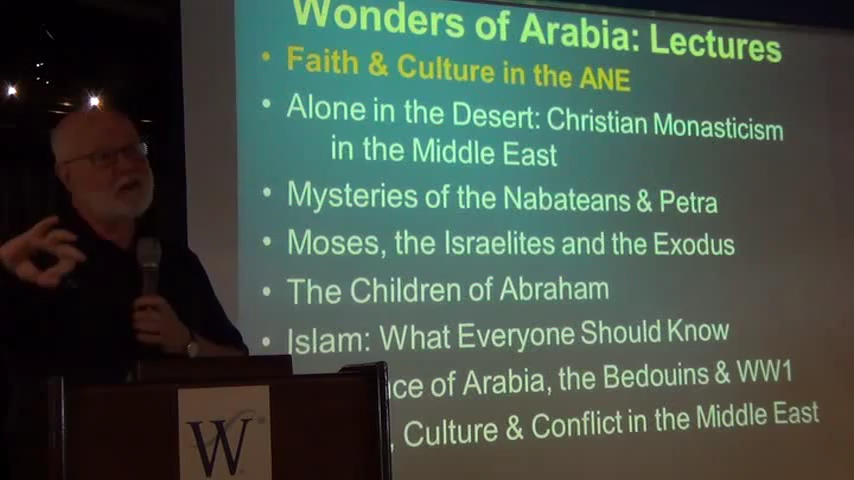 Wonders of Arabia: Lectures
• Faith & Culture in the ANE
• Alone in the Desert: Christian Monasticism
in the Middle East
• Mysteries of the Nabateans & Petra
• Moses, the Israelites and the Exodus
• The Children of Abraham
• Islam: What Everyone Should Know
ce of Arabia, the Bedouins & WW1
, Culture & Conflict in the Middle East
W